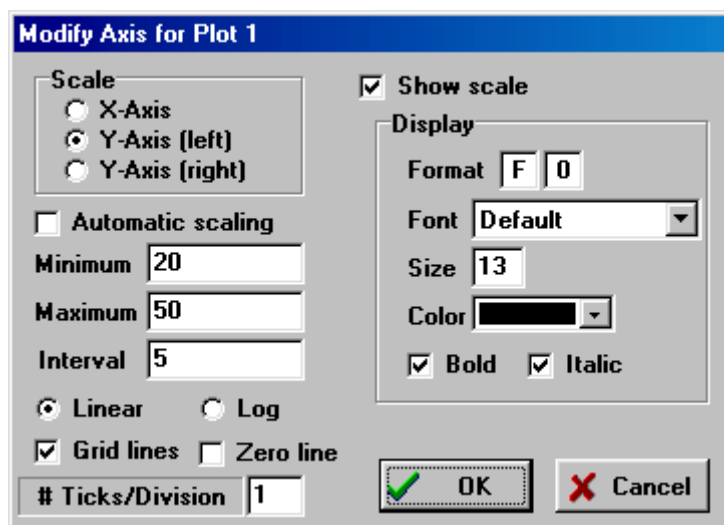 Modify Axis for Plot 1
Scale
X-Axis
Y-Axis (left)
Y-Axis (right)
Automatic scaling
Minimum 20
Maximum 50
Interval 5
Linear Log
Grid lines Zero line
# Ticks/Division 1
Show scale
Display
Format F 0
Font Default
Size 13
Color
Bold Italic
OK Cancel